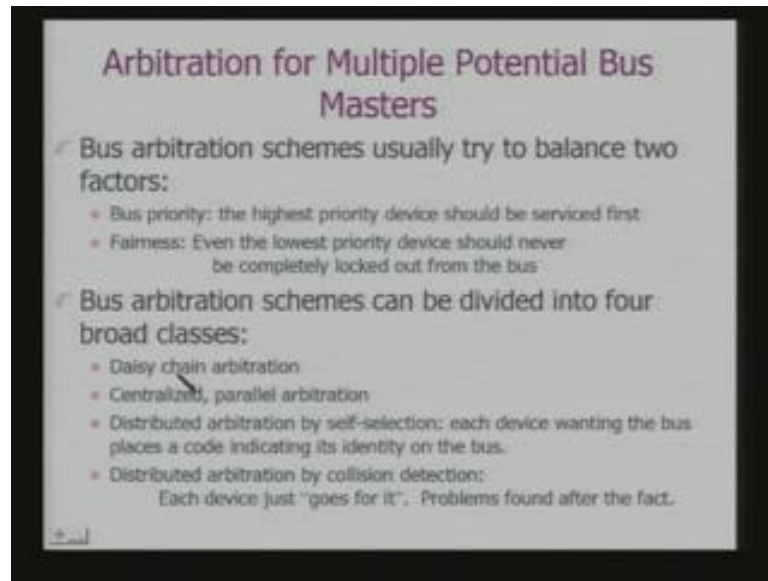 Arbitration for Multiple Potential Bus
Masters
Bus arbitration schemes usually try to balance two
factors:
Bus priority: the highest priority device should be serviced first
Fairness: Even the lowest priority device should never
be completely locked out from the bus
Bus arbitration schemes can be divided into four
broad classes:
Daisy chain arbitration
Centralized, parallel arbitration
Distributed arbitration by self-selection: each device wanting the bus
places a code indicating its identity on the bus.
Distributed arbitration by collision detection:
Each device just "goes for it". Problems found after the fact.